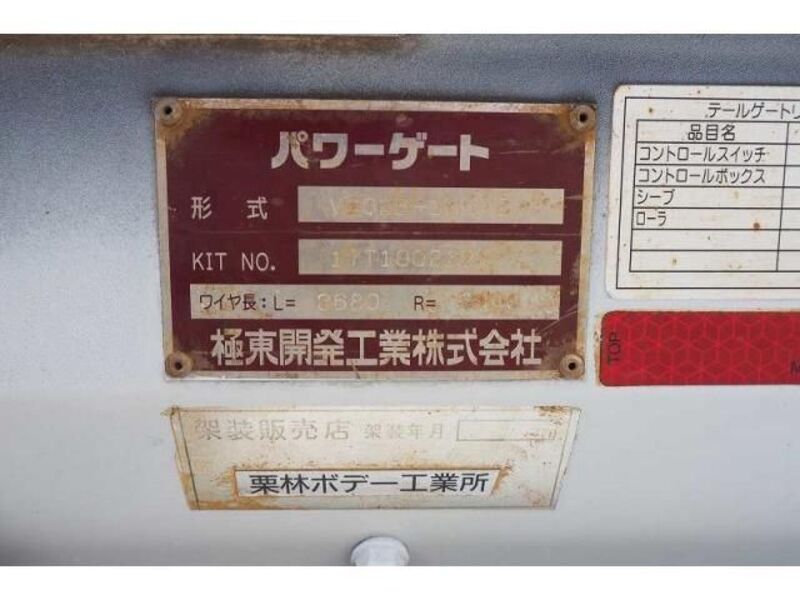 パワーゲート
形 式
KIT NO.
ワイヤ長:L= 2680 R=
極東開発工業株式会社
架装販売店 架装年月
栗林ボデー工業所
テールゲートリ
品目名
コントロールスイッチ
コントロールボックス
シーブ
ローラ
TOP